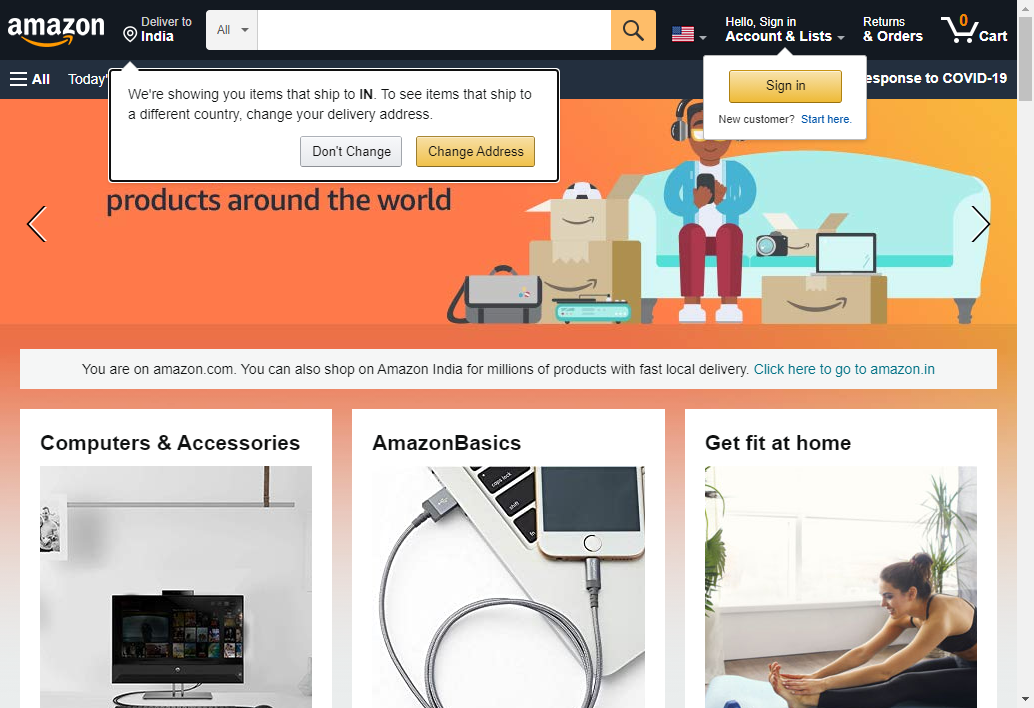 amazon
Deliver to
India
All
Hello, Sign in
Account & Lists
Returns
& Orders
0
Cart
All
Today'
esponse to COVID-19
We're showing you items that ship to IN. To see items that ship to
a different country, change your delivery address.
Don't Change
Change Address
Sign in
New customer? Start here.
products around the world
You are on amazon.com. You can also shop on Amazon India for millions of products with fast local delivery. Click here to go to amazon.in
Computers & Accessories
AmazonBasics
Get fit at home
caps lock
shift
fn